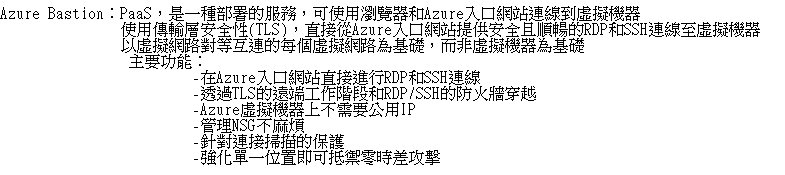 Azure Bastion：PaaS，是一種部署的服務，可使用瀏覽器和Azure入口網站連線到虛擬機器
使用傳輸層安全性(TLS)，直接從Azure入口網站提供安全且順暢的RDP和SSH連線至虛擬機器
以虛擬網路對等互連的每個虛擬網路為基礎，而非虛擬機器為基礎
主要功能：
-在Azure入口網站直接進行RDP和SSH連線
-透過TLS的遠端工作階段和RDP/SSH的防火牆穿越
-Azure虛擬機器上不需要公用IP
-管理NSG不麻煩
-針對連接掃描的保護
-強化單一位置即可抵禦零時差攻擊